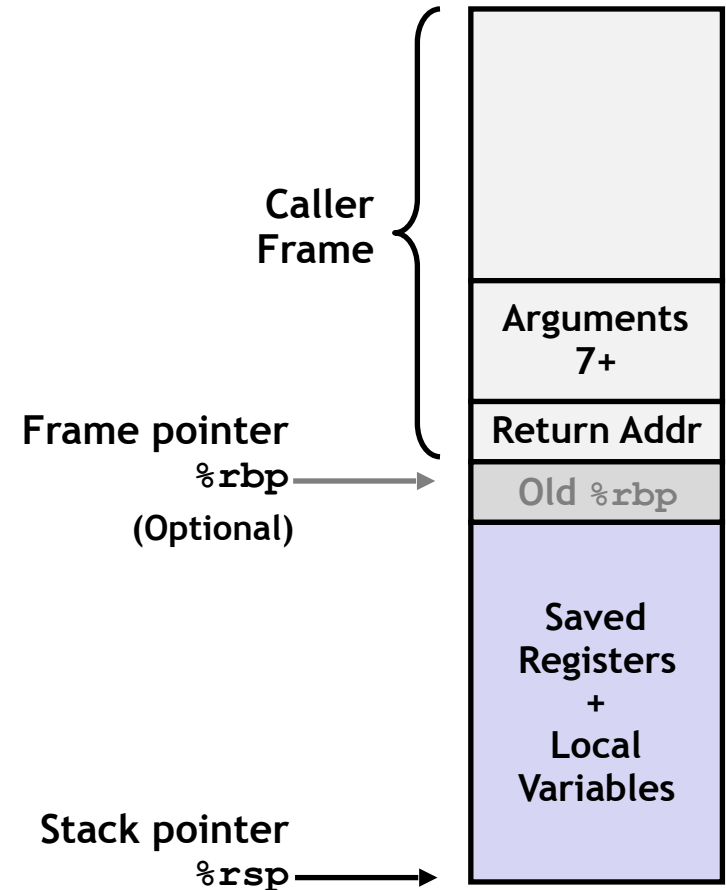 Caller
Frame
Arguments
7+
Return Addr
Frame pointer
%rbp
(Optional)
Old %rbp
Saved
Registers
+
Local
Variables
Stack pointer
%rsp